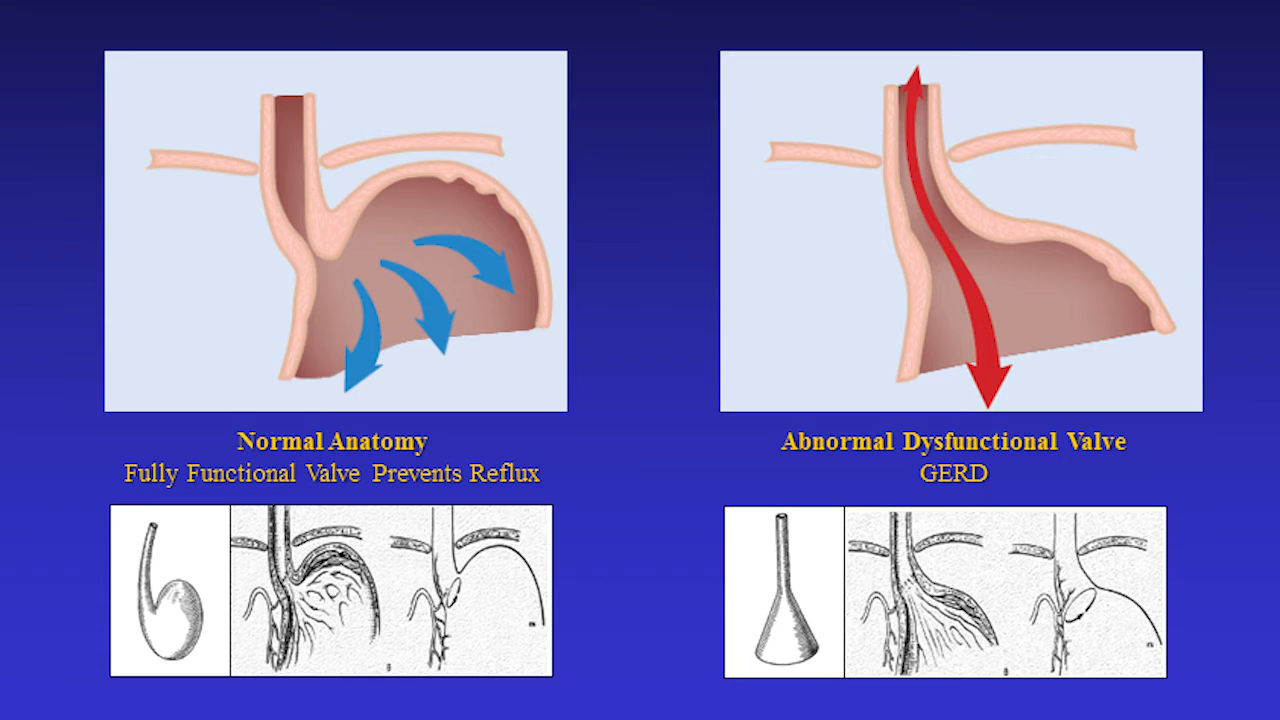 Normal Anatomy
Fully Functional Valve Prevents Reflux
Abnormal Dysfunctional Valve
GERD